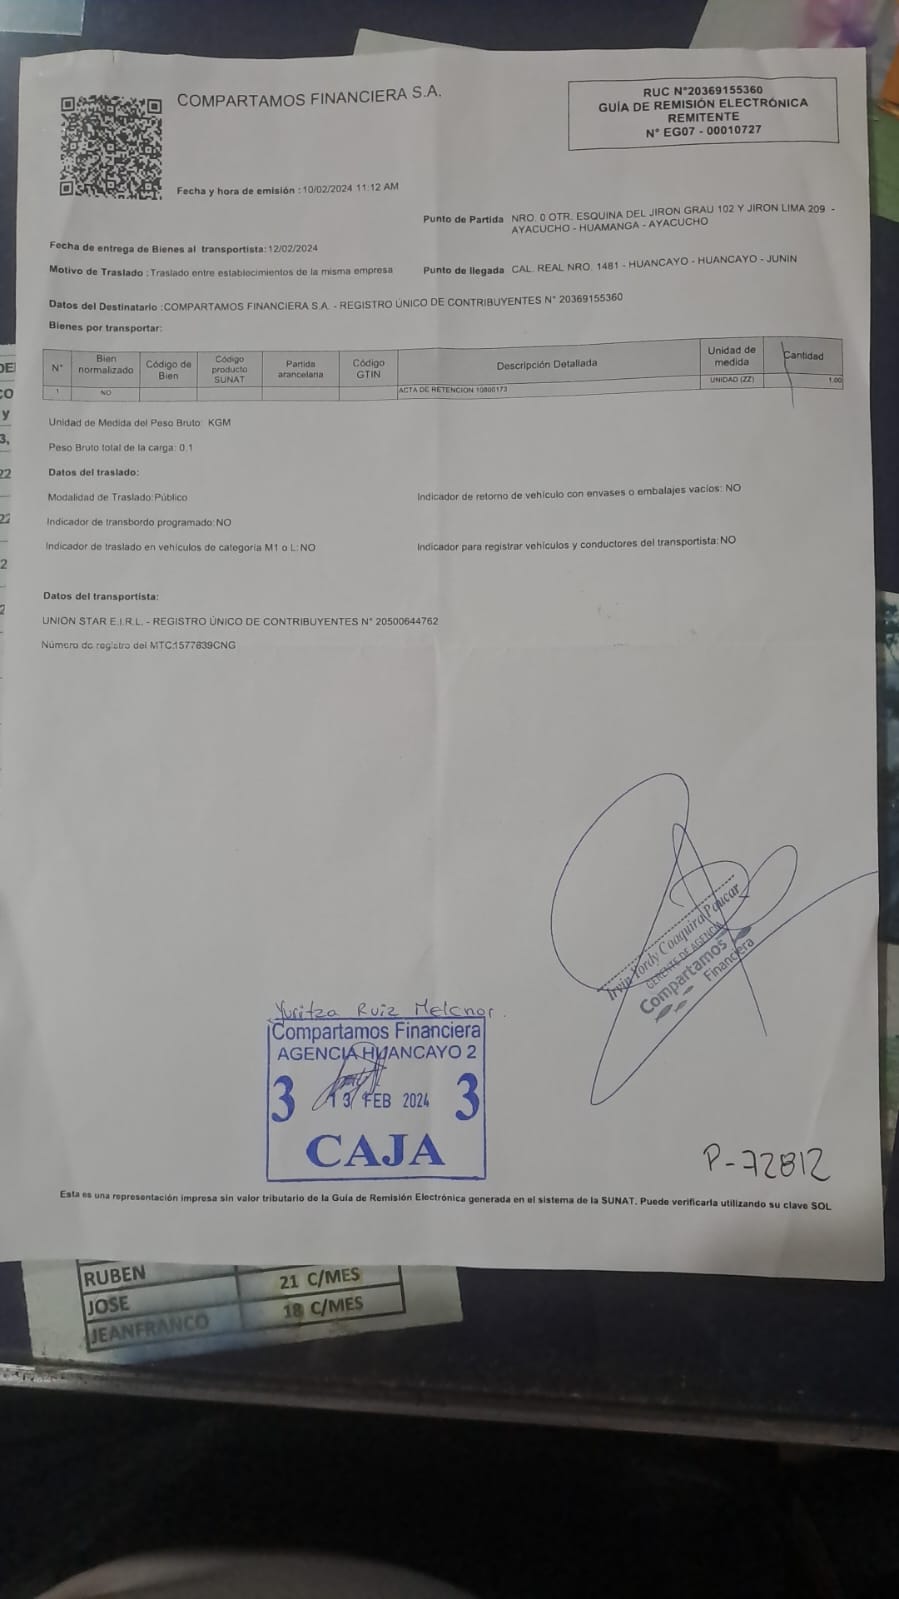 COMPARTAMOS FINANCIERA S.A.
RUC N°20369155360
GUÍA DE REMISIÓN ELECTRÓNICA
REMITENTE
N° EG07 - 00010727
Fecha y hora de emisión : 10/02/2024 11:12 AM
Punto de Partida NRO. 0 OTR. ESQUINA DEL JIRON GRAU 102 Y JIRON LIMA 209 -
AYACUCHO - HUAMANGA - AYACUCHO
Fecha de entrega de Bienes al transportista: 12/02/2024
Motivo de Traslado : Traslado entre establecimientos de la misma empresa
Punto de llegada CAL. REAL NRO. 1481 - HUANCAYO - HUANCAYO - JUNIN
Datos del Destinatario : COMPARTAMOS FINANCIERA S.A. - REGISTRO ÚNICO DE CONTRIBUYENTES N° 20369155360
Bienes por transportar:
N° Bien normalizado Código de Bien Código producto SUNAT Partida arancelaria Código GTIN Descripción Detallada Unidad de medida Cantidad
1 NO ACTA DE RETENCION 10800173 UNIDAD (ZZ) 1.00
Unidad de Medida del Peso Bruto: KGM
Peso Bruto total de la carga: 0.1
Datos del traslado:
Modalidad de Traslado: Público
Indicador de retorno de vehículo con envases o embalajes vacíos: NO
Indicador de transbordo programado: NO
Indicador de traslado en vehículos de categoría M1 o L: NO
Indicador para registrar vehículos y conductores del transportista: NO
Datos del transportista:
UNION STAR E.I.R.L. - REGISTRO ÚNICO DE CONTRIBUYENTES N° 20500644762
Número de registro del MTC:1577639CNG
Irvin Yordy Coaquira Paucar
GERENTE DE AGENCIA
Compartamos
Financiera
Yuritza Ruiz Melchor.
Compartamos Financiera
AGENCIA HUANCAYO 2
3 13 FEB 2024 3
CAJA
P-72812
Esta es una representación impresa sin valor tributario de la Guía de Remisión Electrónica generada en el sistema de la SUNAT. Puede verificarla utilizando su clave SOL
RUBEN 21 C/MES
JOSE 18 C/MES
JEANFRANCO